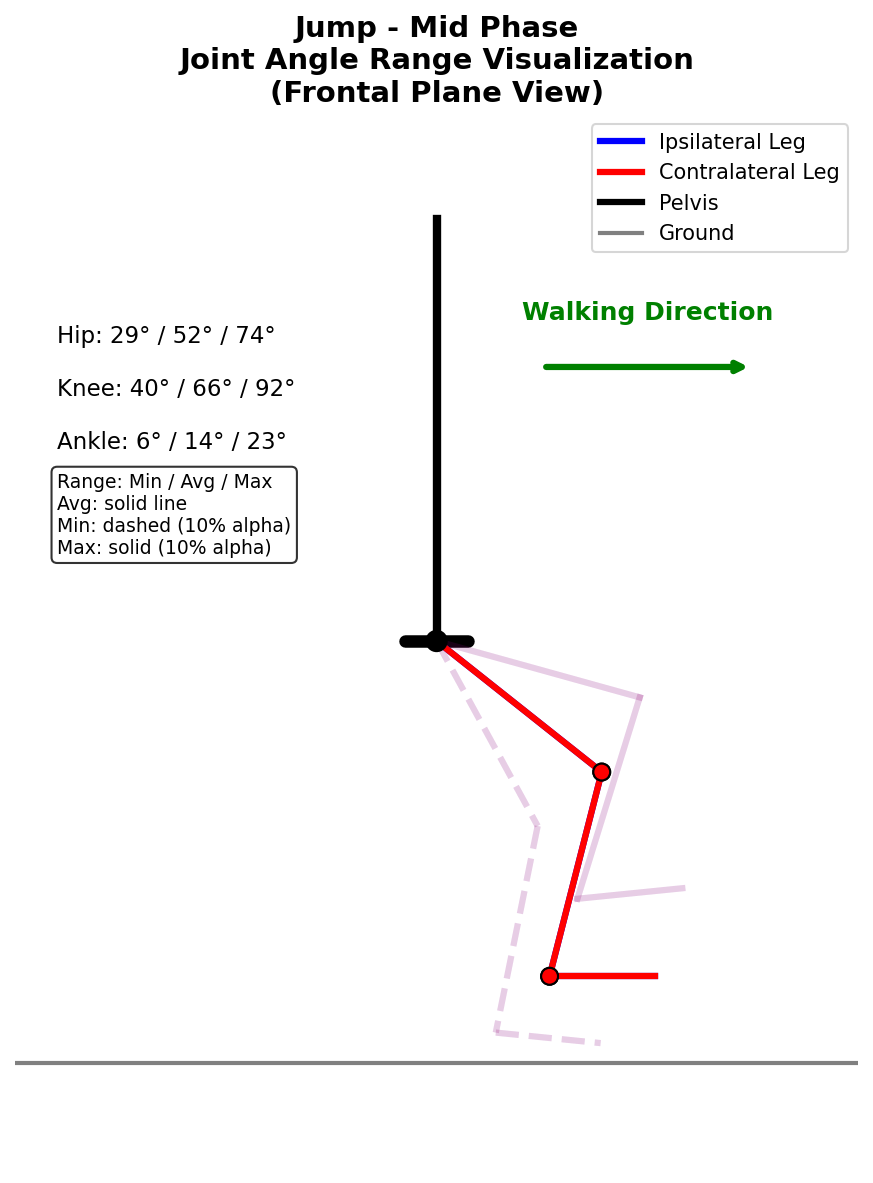 Jump - Mid Phase
Joint Angle Range Visualization
(Frontal Plane View)
Ipsilateral Leg
Contralateral Leg
Pelvis
Ground
Walking Direction
Hip: 29° / 52° / 74°
Knee: 40° / 66° / 92°
Ankle: 6° / 14° / 23°
Range: Min / Avg / Max
Avg: solid line
Min: dashed (10% alpha)
Max: solid (10% alpha)